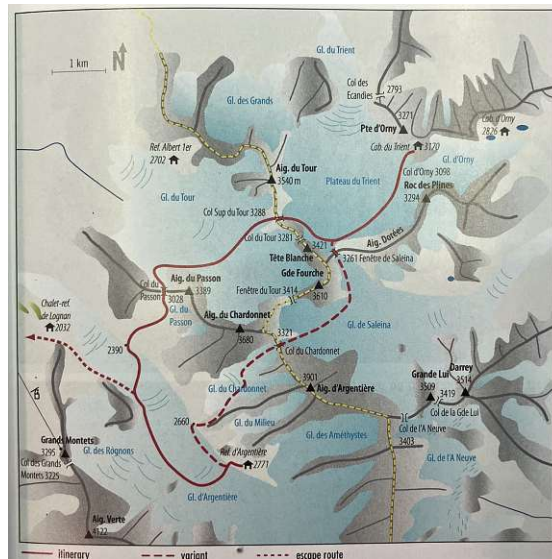 Gl. du Trient
1 km
N
Col des
Ecandies
2793
Gl. des Grands
3271
Pte d'Orny
Cab. d'Orny
2826
Ref. Albert 1er
2702
Cab. du Trient
3170
Gl. d'Orny
Aig. du Tour
3540 m
Col d'Orny 3098
Plateau du Trient
Roc des Plines
3294
Gl. du Tour
Col Sup du Tour 3288
Aig. Dorées
Col du Tour 3281
3421
Tête Blanche
3261 Fenêtre de Saleina
Gde Fourche
Col du
Passon
3028
Aig. du Passon
3389
Fenêtre du Tour 3414
3610
Chalet-ref.
de Lognan
2032
Gl. du
Passon
Aig. du Chardonnet
3680
3321
Gl. de Saleina
Col du Chardonnet
2390
Darrey
3514
Grande Lui
3509
3419
Col de la Gde Lui
Gl. du Chardonnet
3901
Aig. d'Argentière
2660
Gl. du Milieu
Col de l'A Neuve
3403
Grands Montets
3295
Col des Grands
Montets 3225
Gl. des Rognons
Ref. d'Argentière
2771
Gl. des Améthystes
Gl. de l'A Neuve
Gl. d'Argentière
Aig. Verte
4122
itinerary
variant
escape route